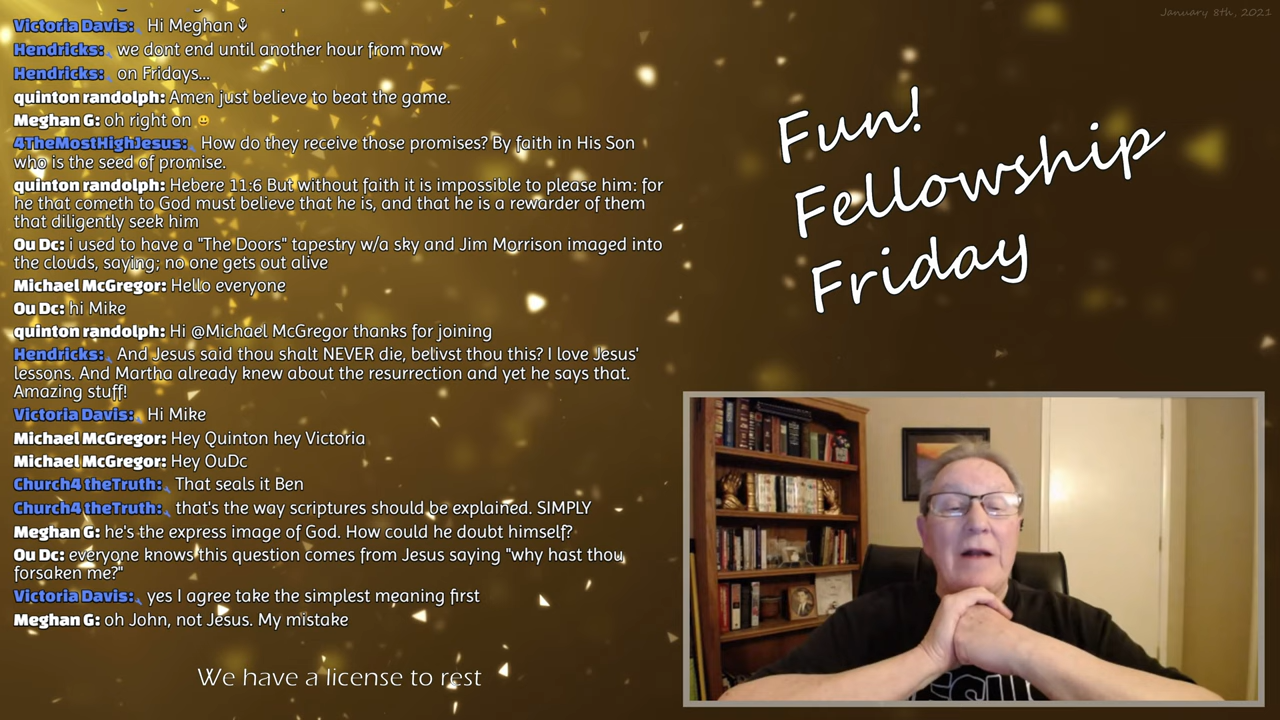 January 8th, 2021
Victoria Davis: Hi Meghan
Hendricks: we dont end until another hour from now
Hendricks: on Fridays...
quinton randolph: Amen just believe to beat the game.
Meghan G: oh right on
4TheMostHighJesus: How do they receive those promises? By faith in His Son
who is the seed of promise.
quinton randolph: Hebere 11:6 But without faith it is impossible to please him: for
he that cometh to God must believe that he is, and that he is a rewarder of them
that diligently seek him
Ou Dc: i used to have a "The Doors" tapestry w/a sky and Jim Morrison imaged into
the clouds, saying; no one gets out alive
Michael McGregor: Hello everyone
Ou Dc: hi Mike
quinton randolph: Hi @Michael McGregor thanks for joining
Hendricks: And Jesus said thou shalt NEVER die, belivst thou this? I love Jesus'
lessons. And Martha already knew about the resurrection and yet he says that.
Amazing stuff!
Victoria Davis: Hi Mike
Michael McGregor: Hey Quinton hey Victoria
Michael McGregor: Hey OuDc
Church4theTruth: That seals it Ben
Church4theTruth: that's the way scriptures should be explained. SIMPLY
Meghan G: he's the express image of God. How could he doubt himself?
Ou Dc: everyone knows this question comes from Jesus saying "why hast thou
forsaken me?"
Victoria Davis: yes I agree take the simplest meaning first
Meghan G: oh John, not Jesus. My mistake
We have a license to rest
Fun!
Fellowship
Friday